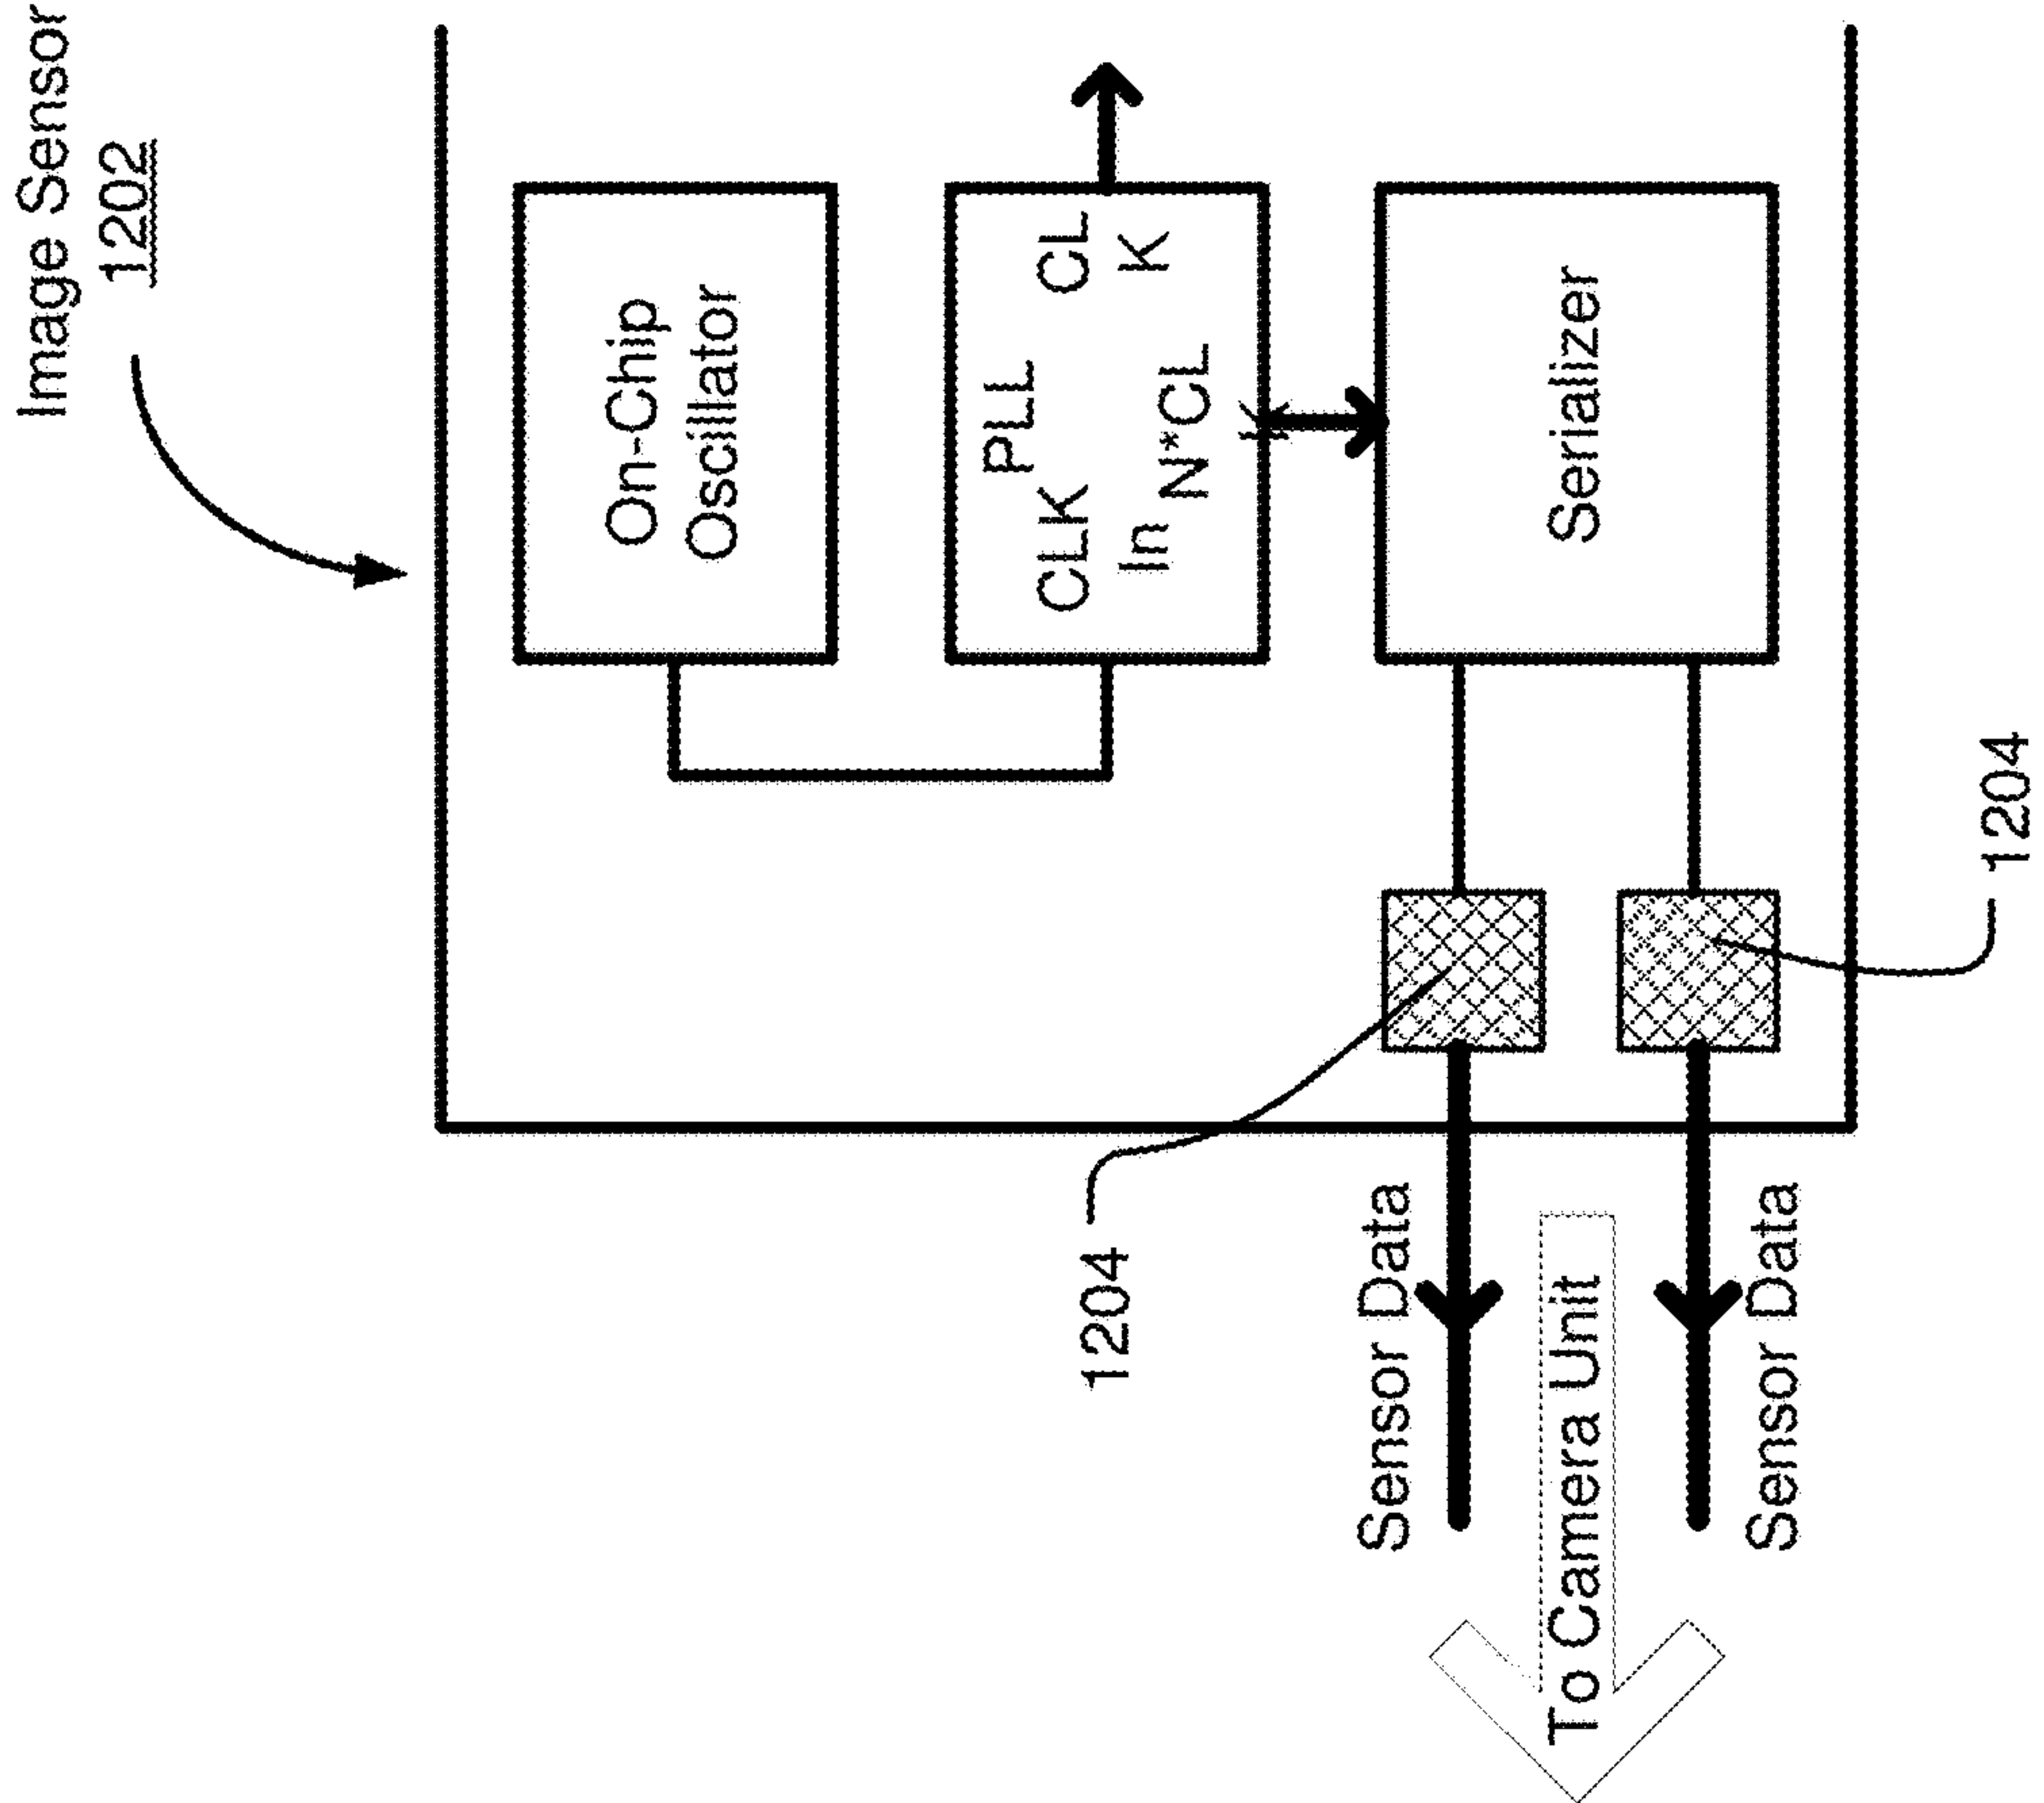 Image Sensor
1202
On-Chip
Oscillator
PLL
CLK
In
CL
K
N*CL
K
Serializer
1204
1204
Sensor Data
To Camera Unit
Sensor Data